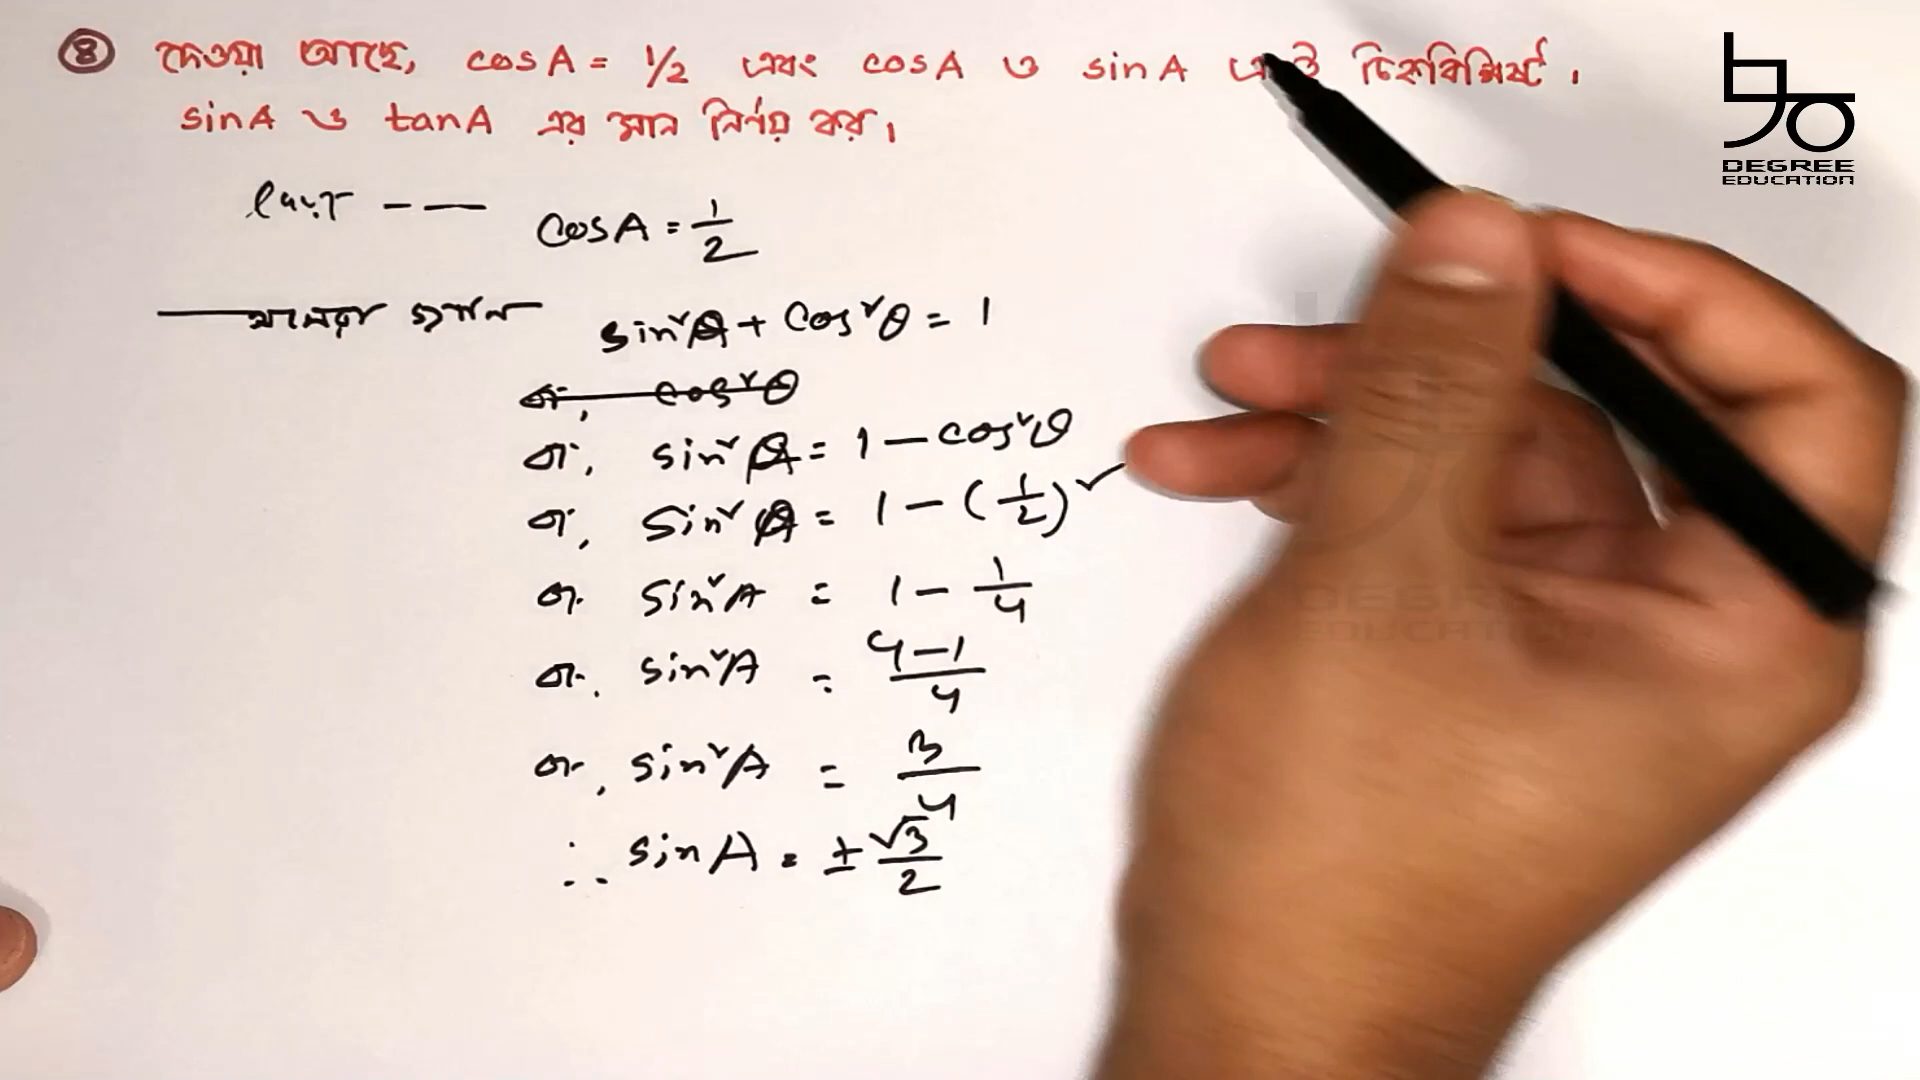 ৪ দেওয়া আছে, cosA = 1/2 এবং cosA ও sinA চিহ্নবিশিষ্ট।
sinA ও tanA এর মান নির্ণয় কর।
DEGREE
EDUCATION
cosA = 1/2
আমরা জানি sin²A + cos²θ = 1
বা, cos²θ
বা, sin²A = 1 - cos²θ
বা, sin²A = 1 - (1/2)²
বা, sin²A = 1 - 1/4
বা, sin²A = 4-1/4
বা, sin²A = 3/4
∴ sinA = ± √3/2